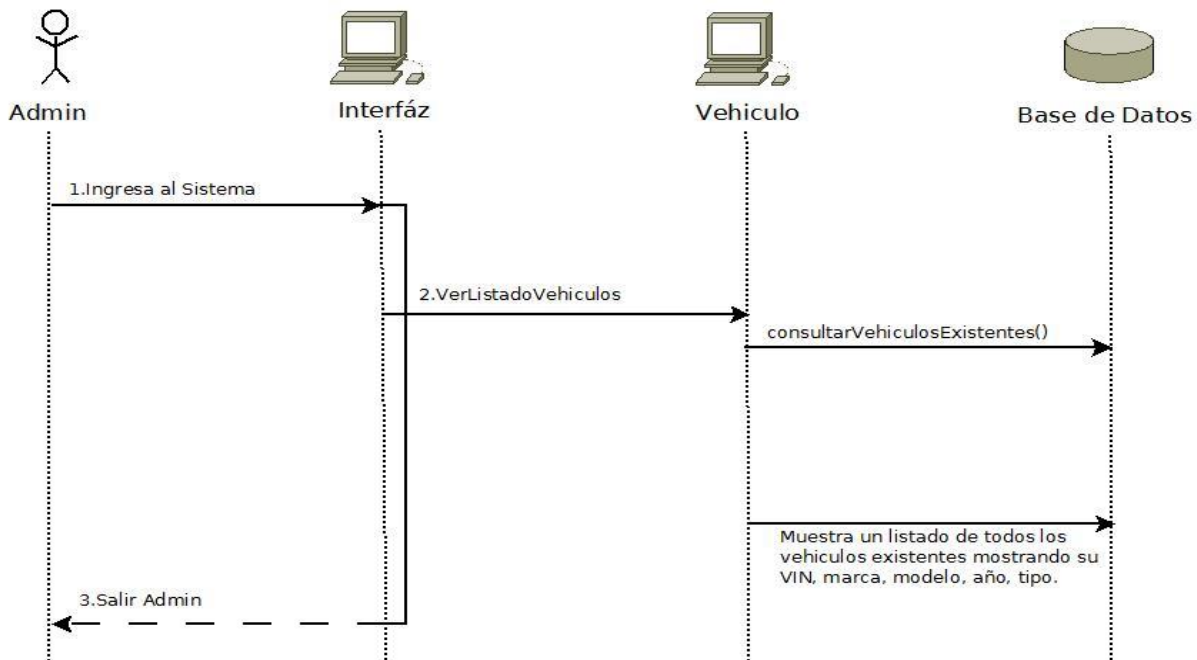 Admin
Interfáz
Vehiculo
Base de Datos
1.Ingresa al Sistema
2.VerListadoVehiculos
consultarVehiculosExistentes()
Muestra un listado de todos los
vehiculos existentes mostrando su
VIN, marca, modelo, año, tipo.
3.Salir Admin